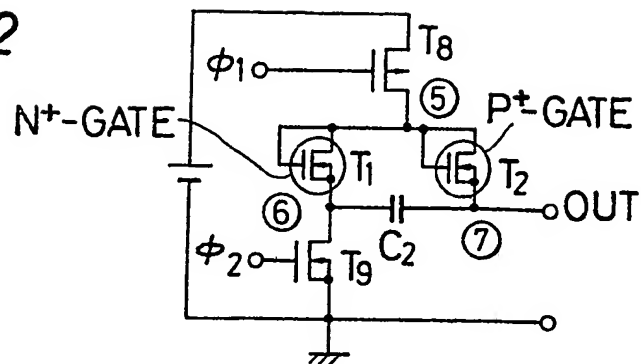 2
φ1
T8
⑤
N+-GATE
P+-GATE
T1
T2
⑥
C2
⑦
OUT
φ2
T9